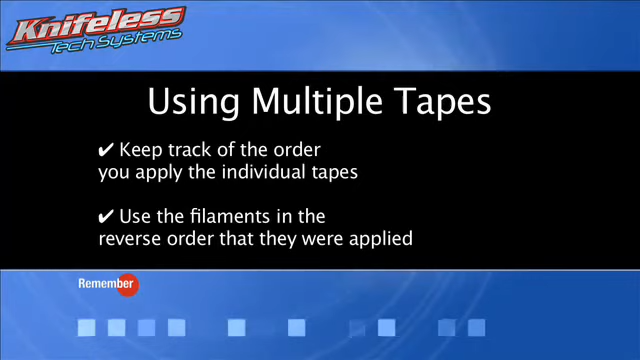 Knifeless
Tech Systems
Using Multiple Tapes
✔ Keep track of the order
you apply the individual tapes
✔ Use the filaments in the
reverse order that they were applied
Remember